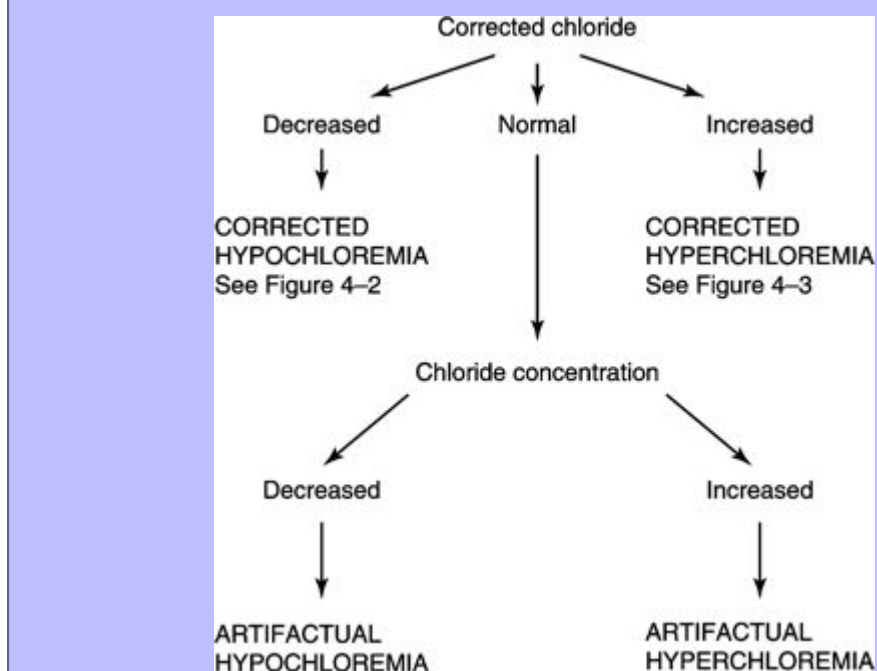 Corrected chloride
Decreased
Normal
Increased
CORRECTED
HYPOCHLOREMIA
See Figure 4–2
CORRECTED
HYPERCHLOREMIA
See Figure 4–3
Chloride concentration
Decreased
Increased
ARTIFACTUAL
HYPOCHLOREMIA
ARTIFACTUAL
HYPERCHLOREMIA